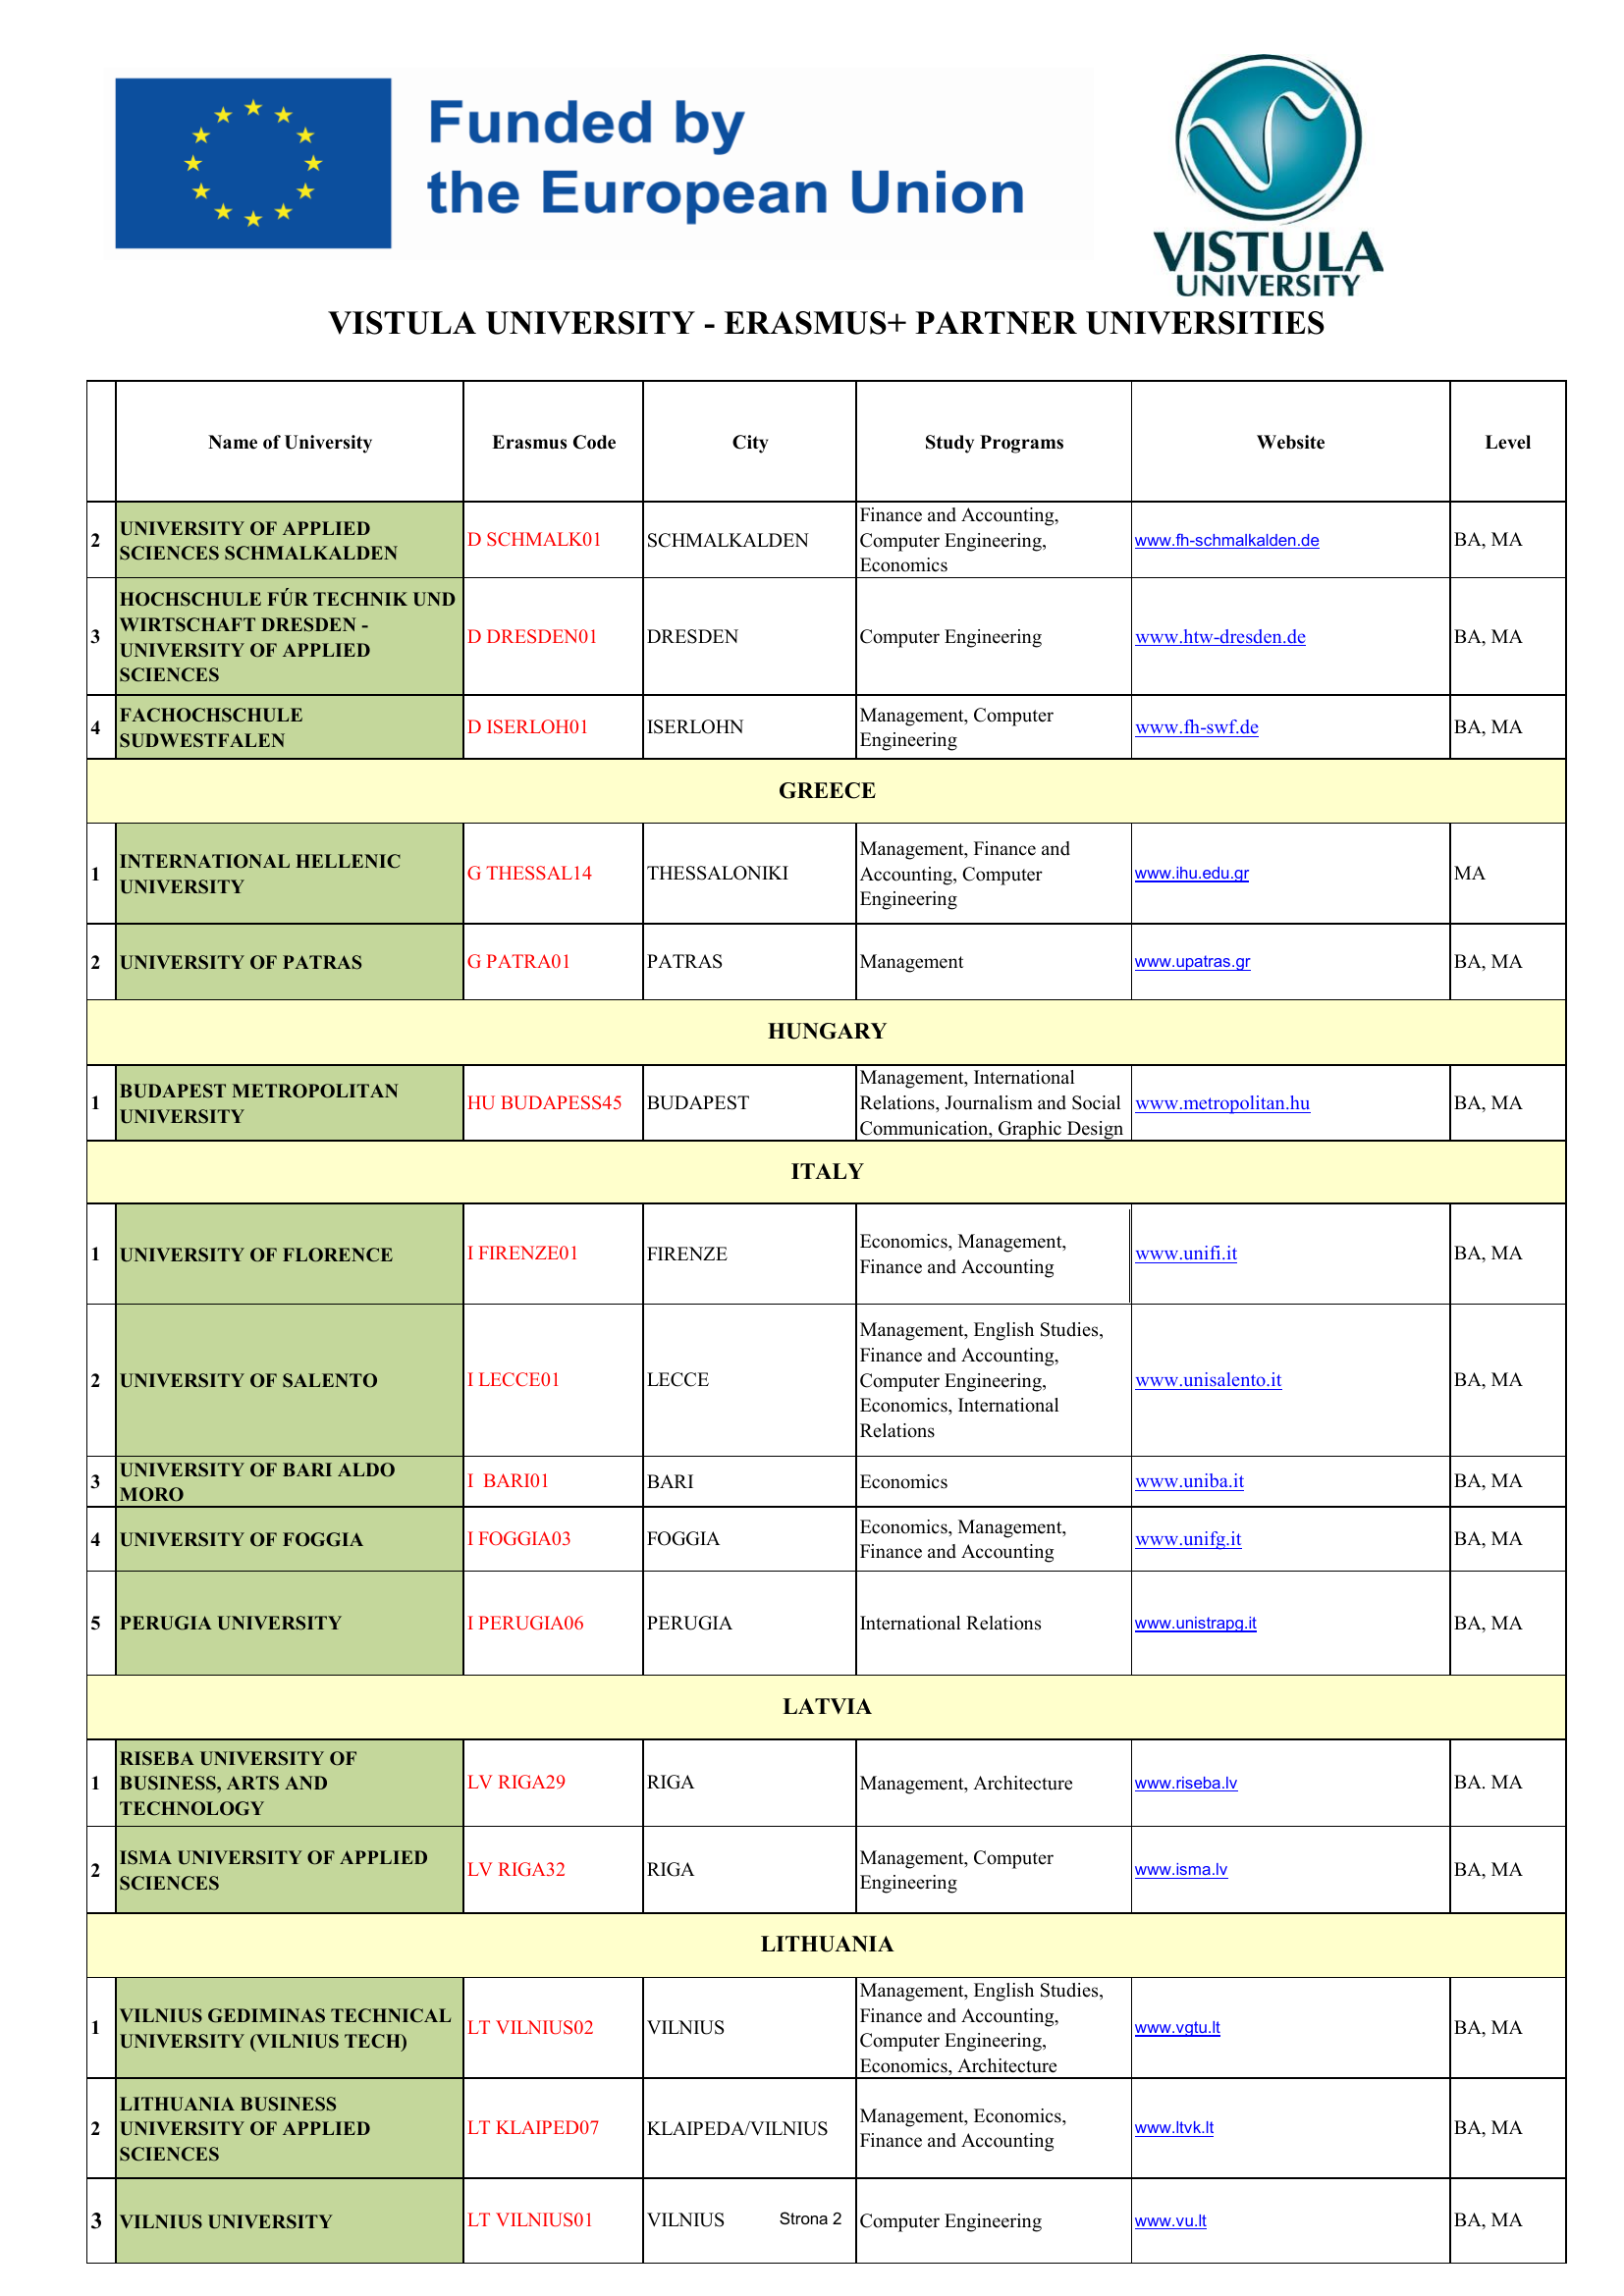 Funded by
the European Union
VISTULA
UNIVERSITY
VISTULA UNIVERSITY - ERASMUS+ PARTNER UNIVERSITIES
Name of University Erasmus Code City Study Programs Website Level
2 UNIVERSITY OF APPLIED
SCIENCES SCHMALKALDEN
D SCHMALK01 SCHMALKALDEN
Finance and Accounting,
Computer Engineering,
Economics
www.fh-schmalkalden.de BA, MA
3 HOCHSCHULE FÚR TECHNIK UND
WIRTSCHAFT DRESDEN -
UNIVERSITY OF APPLIED
SCIENCES
D DRESDEN01 DRESDEN Computer Engineering www.htw-dresden.de BA, MA
4 FACHOCHSCHULE
SUDWESTFALEN
D ISERLOH01 ISERLOHN
Management, Computer
Engineering
www.fh-swf.de BA, MA
GREECE
1 INTERNATIONAL HELLENIC
UNIVERSITY
G THESSAL14 THESSALONIKI
Management, Finance and
Accounting, Computer
Engineering
www.ihu.edu.gr MA
2 UNIVERSITY OF PATRAS G PATRA01 PATRAS Management www.upatras.gr BA, MA
HUNGARY
1 BUDAPEST METROPOLITAN
UNIVERSITY
HU BUDAPESS45 BUDAPEST
Management, International
Relations, Journalism and Social
Communication, Graphic Design
www.metropolitan.hu BA, MA
ITALY
1 UNIVERSITY OF FLORENCE I FIRENZE01 FIRENZE
Economics, Management,
Finance and Accounting
www.unifi.it BA, MA
2 UNIVERSITY OF SALENTO I LECCE01 LECCE
Management, English Studies,
Finance and Accounting,
Computer Engineering,
Economics, International
Relations
www.unisalento.it BA, MA
3 UNIVERSITY OF BARI ALDO
MORO
I BARI01 BARI Economics www.uniba.it BA, MA
4 UNIVERSITY OF FOGGIA I FOGGIA03 FOGGIA
Economics, Management,
Finance and Accounting
www.unifg.it BA, MA
5 PERUGIA UNIVERSITY I PERUGIA06 PERUGIA International Relations www.unistrapg.it BA, MA
LATVIA
1 RISEBA UNIVERSITY OF
BUSINESS, ARTS AND
TECHNOLOGY
LV RIGA29 RIGA Management, Architecture www.riseba.lv BA. MA
2 ISMA UNIVERSITY OF APPLIED
SCIENCES
LV RIGA32 RIGA
Management, Computer
Engineering
www.isma.lv BA, MA
LITHUANIA
1 VILNIUS GEDIMINAS TECHNICAL
UNIVERSITY (VILNIUS TECH)
LT VILNIUS02 VILNIUS
Management, English Studies,
Finance and Accounting,
Computer Engineering,
Economics, Architecture
www.vgtu.lt BA, MA
2 LITHUANIA BUSINESS
UNIVERSITY OF APPLIED
SCIENCES
LT KLAIPED07 KLAIPEDA/VILNIUS
Management, Economics,
Finance and Accounting
www.ltvk.lt BA, MA
3 VILNIUS UNIVERSITY LT VILNIUS01 VILNIUS Strona 2 Computer Engineering www.vu.lt BA, MA